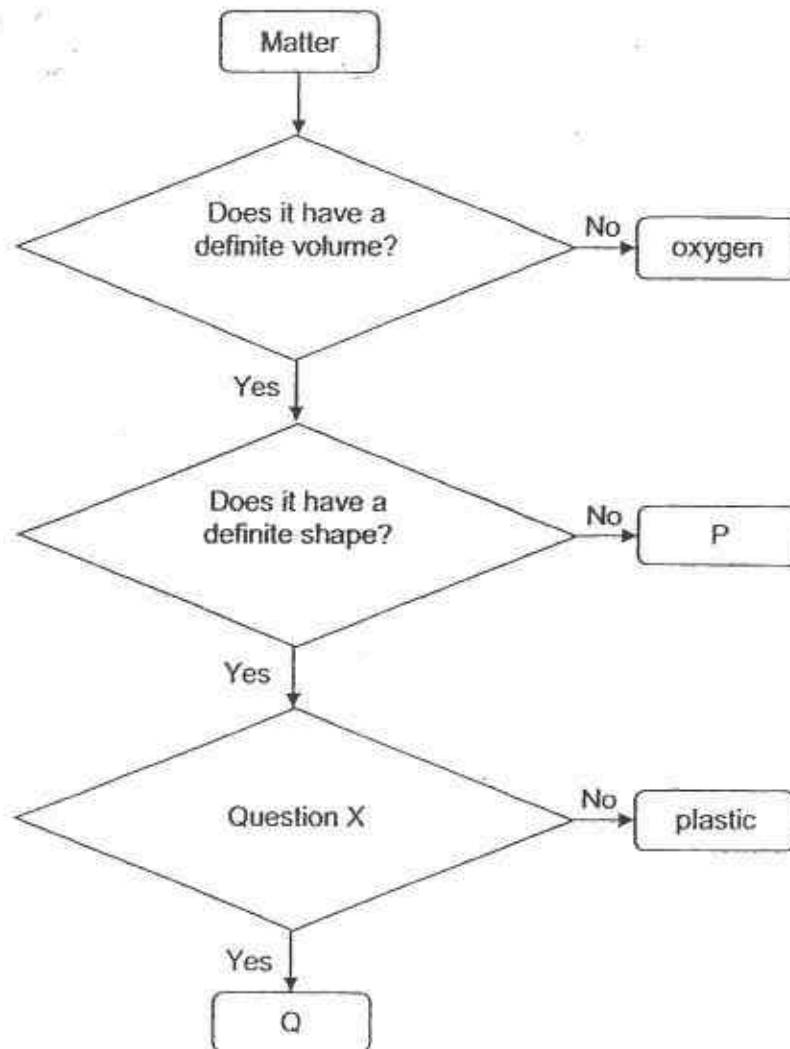 Matter
Does it have a
definite volume?
No
oxygen
Yes
Does it have a
definite shape?
No
P
Yes
Question X
No
plastic
Yes
Q